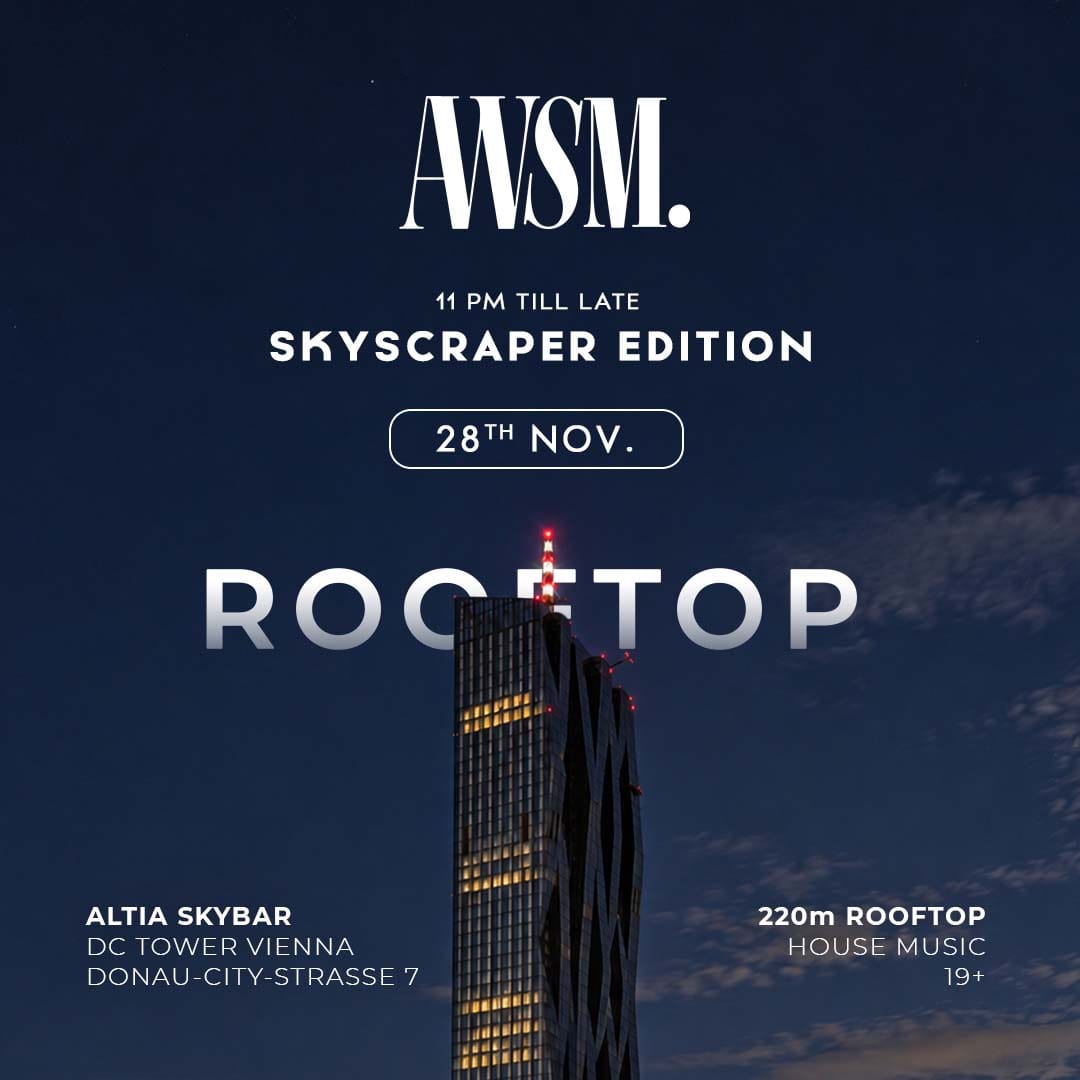 AWSM.
11 PM TILL LATE
SKYSCRAPER EDITION
28TH NOV.
ROOFTOP
ALTIA SKYBAR
DC TOWER VIENNA
DONAU-CITY-STRASSE 7
220m ROOFTOP
HOUSE MUSIC
19+